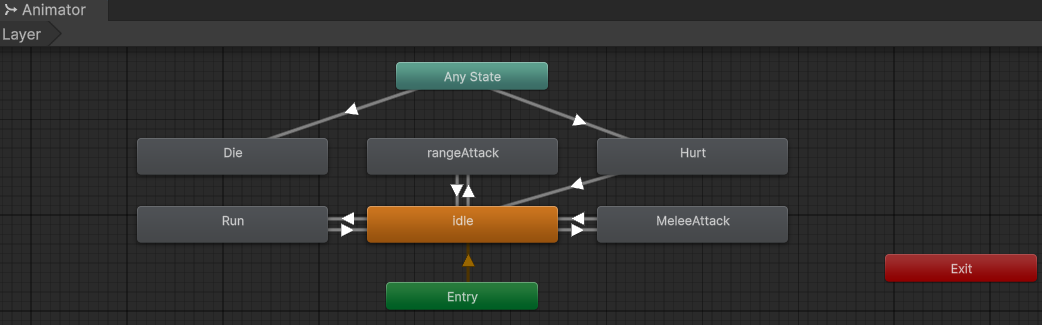 Animator
Layer
Any State
Die
rangeAttack
Hurt
Run
idle
MeleeAttack
Exit
Entry